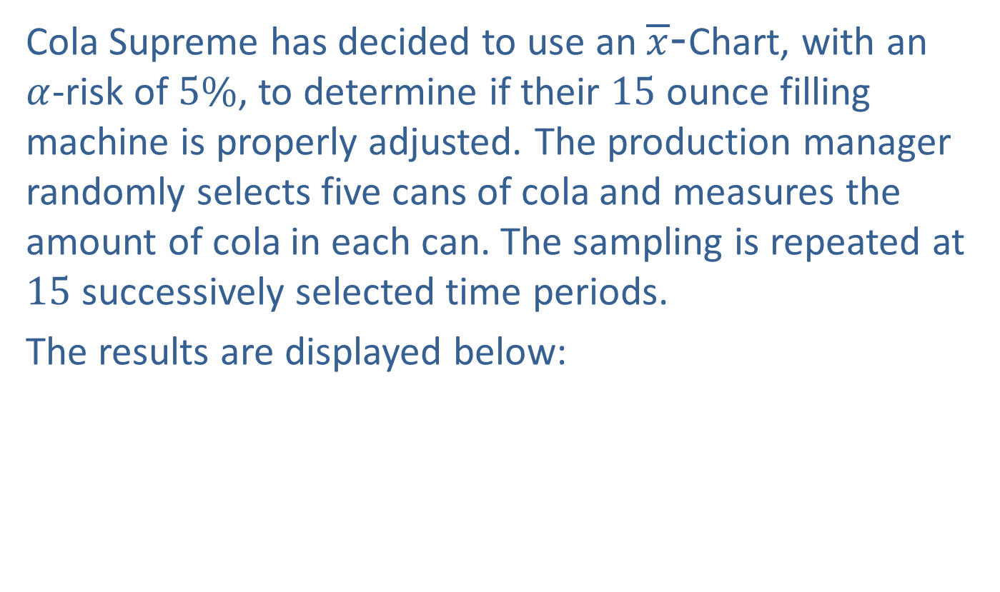 Cola Supreme has decided to use an x̅-Chart, with an
α-risk of 5%, to determine if their 15 ounce filling
machine is properly adjusted. The production manager
randomly selects five cans of cola and measures the
amount of cola in each can. The sampling is repeated at
15 successively selected time periods.
The results are displayed below: